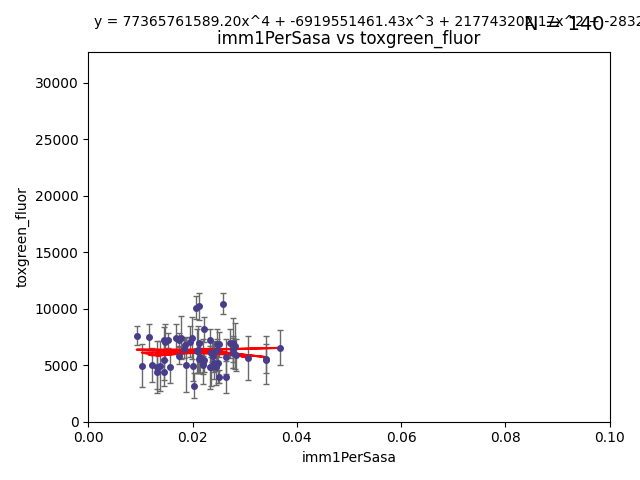 y = 77365761589.20x^4 + -6919551461.43x^3 + + -2832
N = 140
imm1PerSasa vs toxgreen_fluor
30000
25000
20000
15000
10000
5000
0
toxgreen_fluor
0.00 0.02 0.04 0.06 0.08 0.10
imm1PerSasa